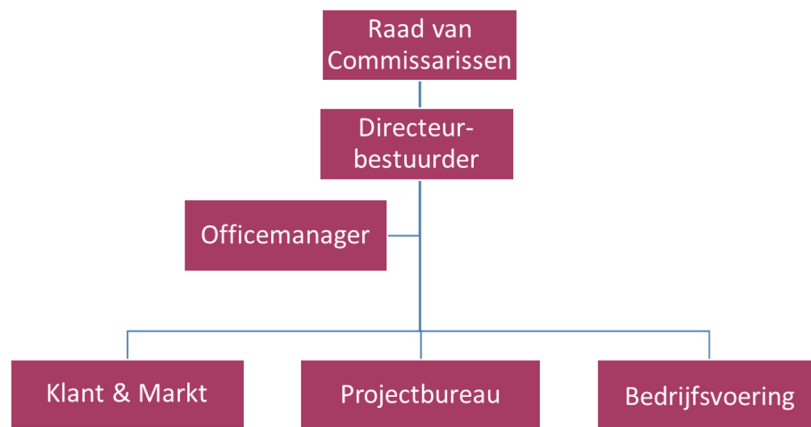 Raad van
Commissarissen
Directeur-
bestuurder
Officemanager
Klant & Markt
Projectbureau
Bedrijfsvoering